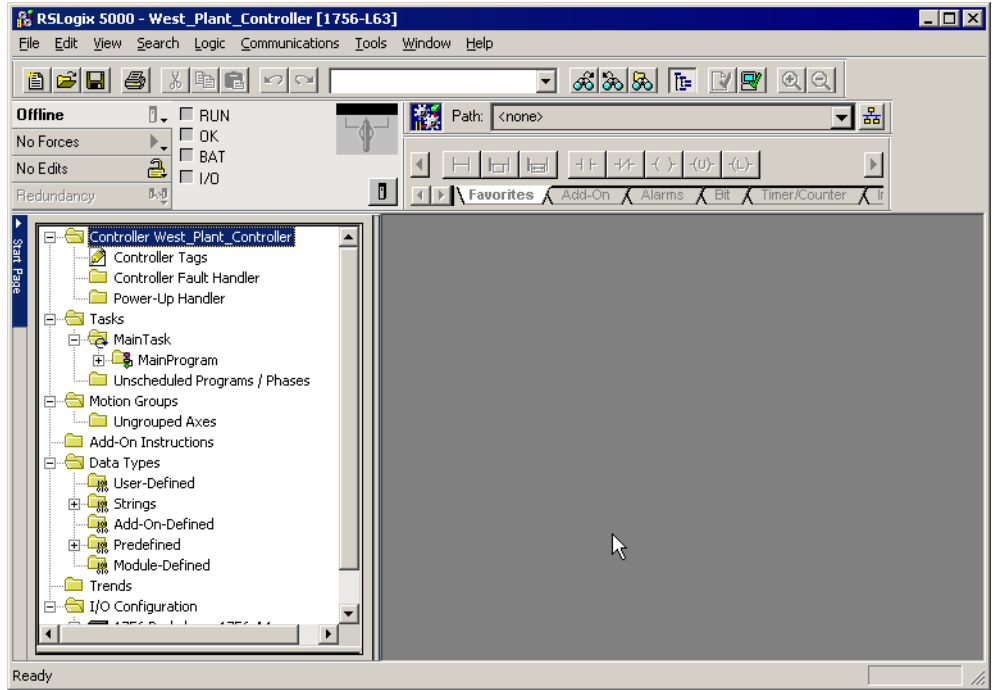 RSLogix 5000 - West_Plant_Controller [1756-L63]
File Edit View Search Logic Communications Tools Window Help
Offline
RUN
No Forces
OK
No Edits
BAT
Redundancy
I/O
Path: <none>
Favorites Add-On Alarms Bit Timer/Counter
Start Page
Controller West_Plant_Controller
Controller Tags
Controller Fault Handler
Power-Up Handler
Tasks
MainTask
MainProgram
Unscheduled Programs / Phases
Motion Groups
Ungrouped Axes
Add-On Instructions
Data Types
User-Defined
Strings
Add-On-Defined
Predefined
Module-Defined
Trends
I/O Configuration
Ready